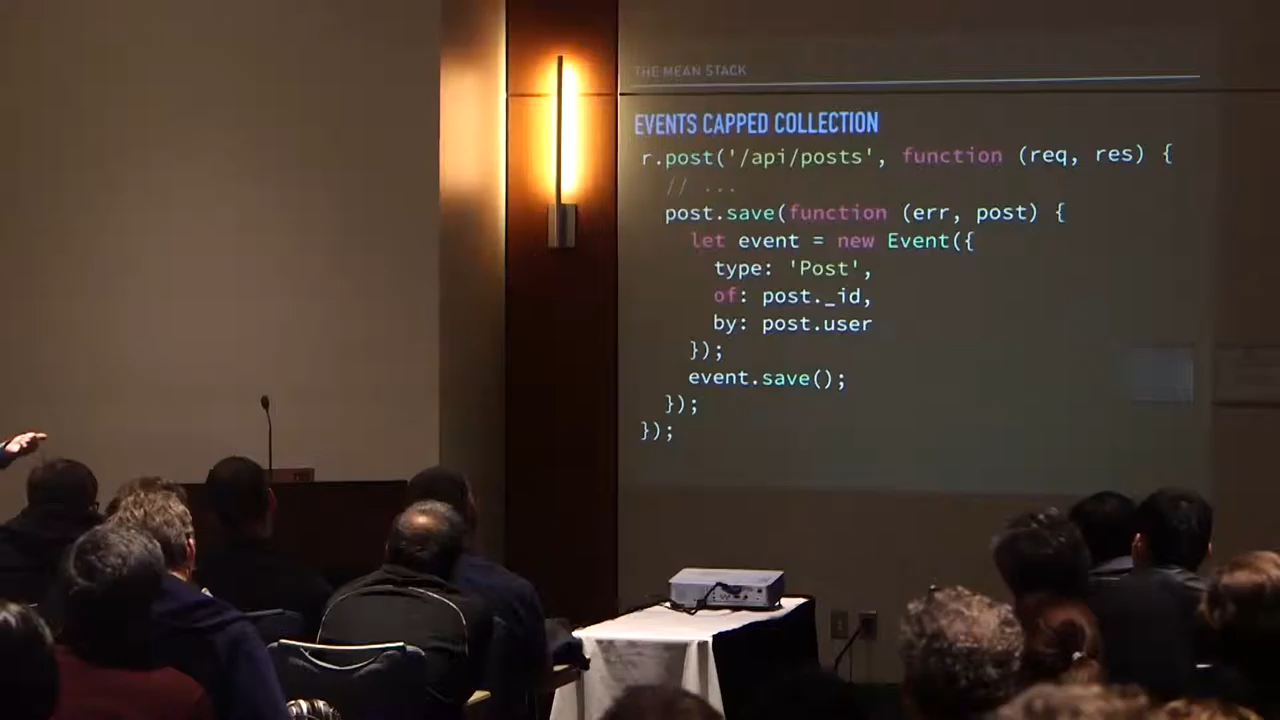 THE MEAN STACK
EVENTS CAPPED COLLECTION
r.post('/api/posts', function (req, res) {
// ...
post.save(function (err, post) {
let event = new Event({
type: 'Post',
of: post._id,
by: post.user
});
event.save();
});
});